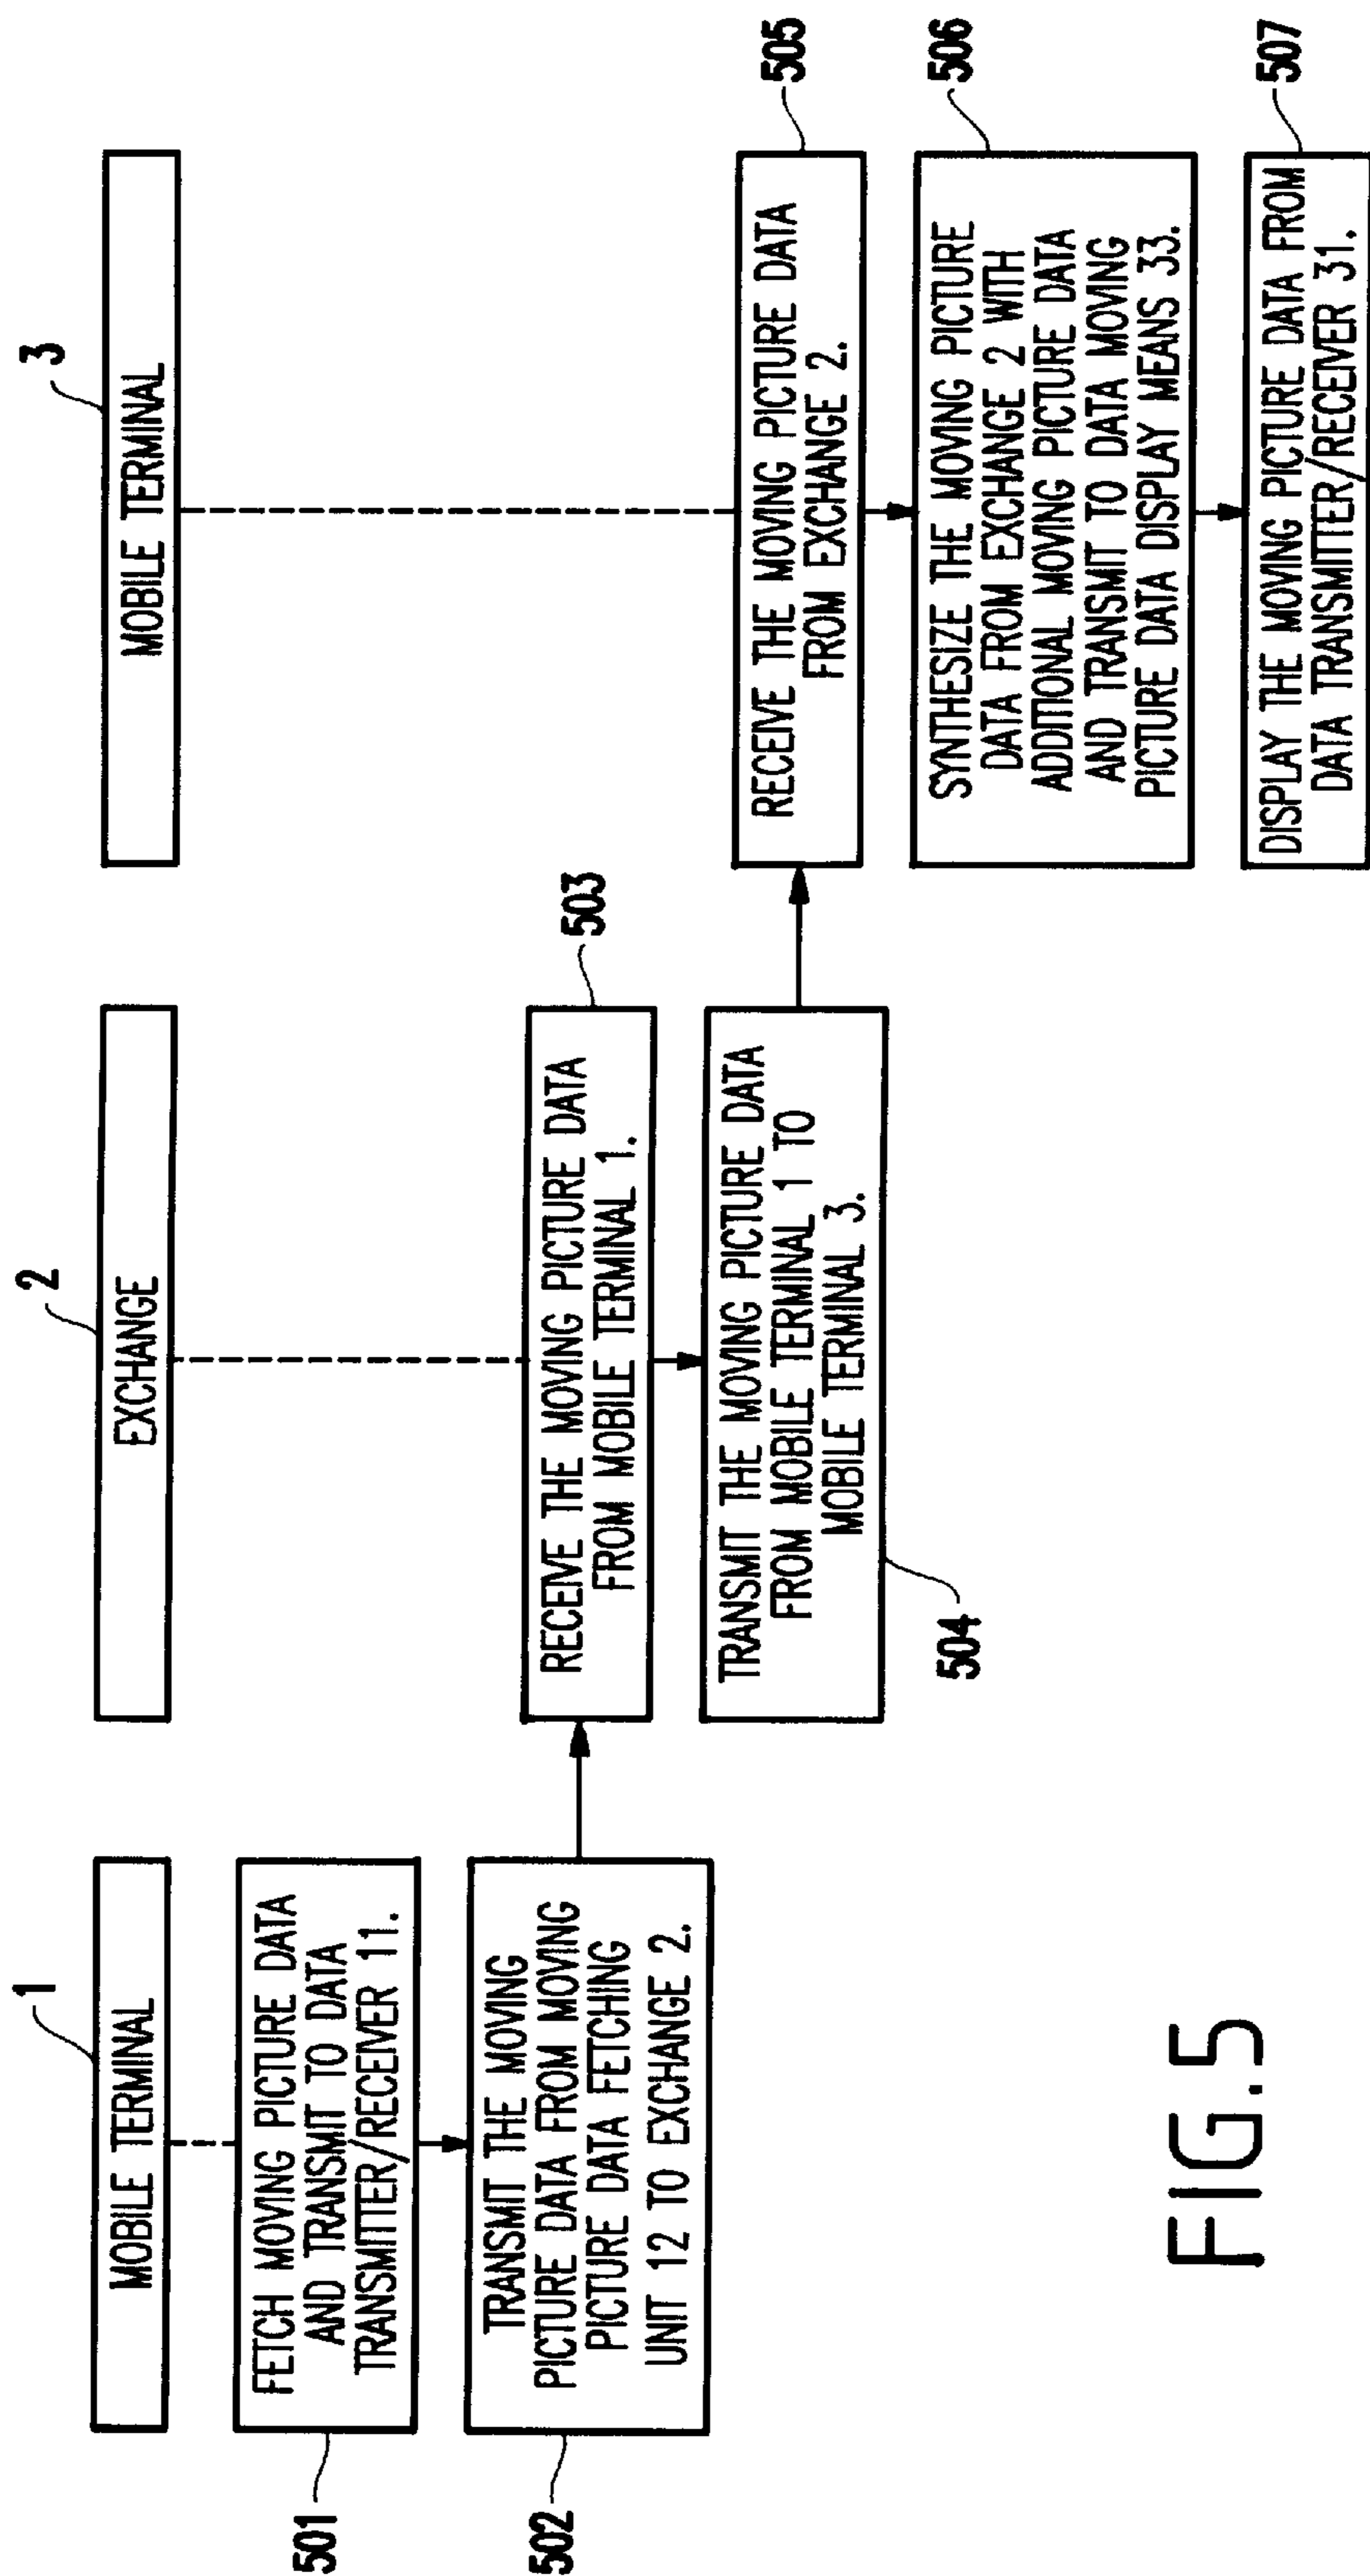 1
MOBILE TERMINAL
501
FETCH MOVING PICTURE DATA
AND TRANSMIT TO DATA
TRANSMITTER/RECEIVER 11.
502
TRANSMIT THE MOVING
PICTURE DATA FROM MOVING
PICTURE DATA FETCHING
UNIT 12 TO EXCHANGE 2.
2
EXCHANGE
503
RECEIVE THE MOVING PICTURE DATA
FROM MOBILE TERMINAL 1.
TRANSMIT THE MOVING PICTURE DATA
FROM MOBILE TERMINAL 1 TO
MOBILE TERMINAL 3.
504
3
MOBILE TERMINAL
505
RECEIVE THE MOVING PICTURE DATA
FROM EXCHANGE 2.
506
SYNTHESIZE THE MOVING PICTURE
DATA FROM EXCHANGE 2 WITH
ADDITIONAL MOVING PICTURE DATA
AND TRANSMIT TO DATA MOVING
PICTURE DATA DISPLAY MEANS 33.
507
DISPLAY THE MOVING PICTURE DATA FROM
DATA TRANSMITTER/RECEIVER 31.
FIG.5